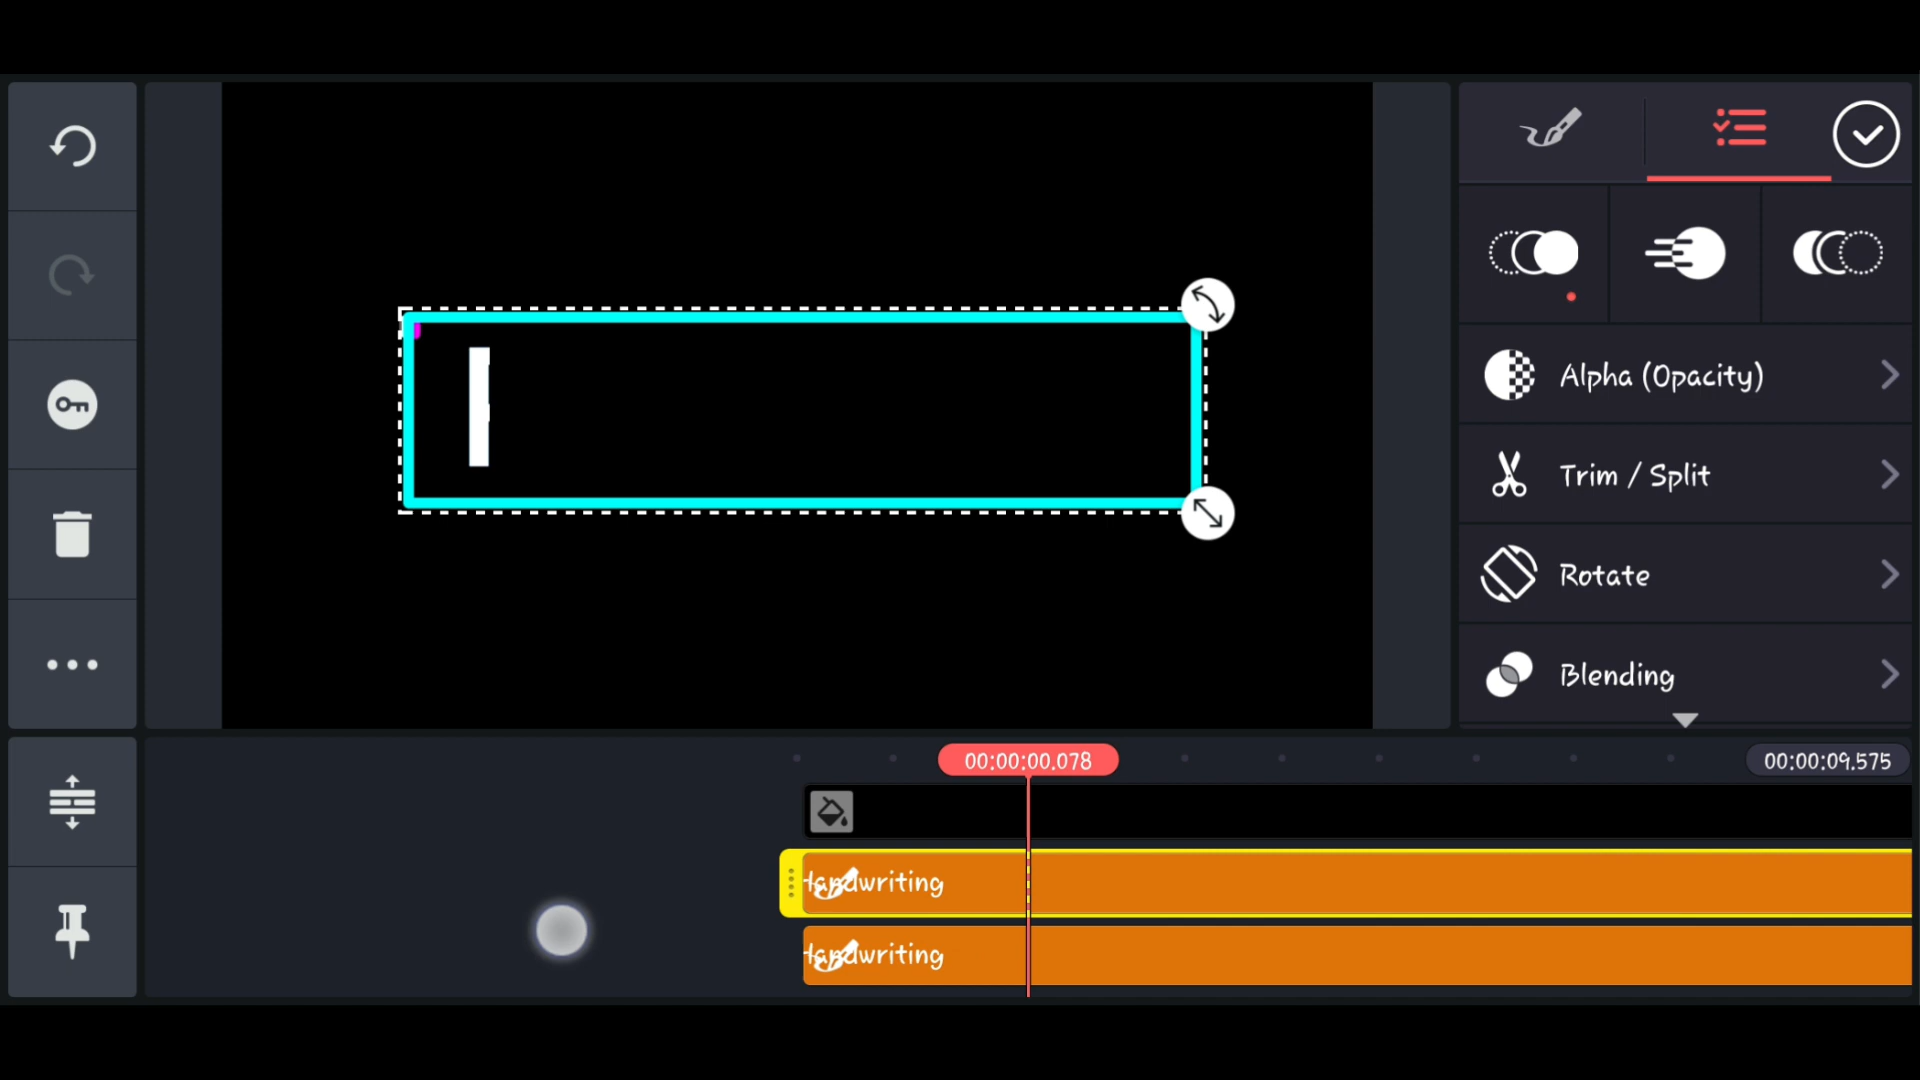 Alpha (Opacity)
Trim / Split
Rotate
Blending
00:00:00.078
00:00:09.575
Handwriting
Handwriting